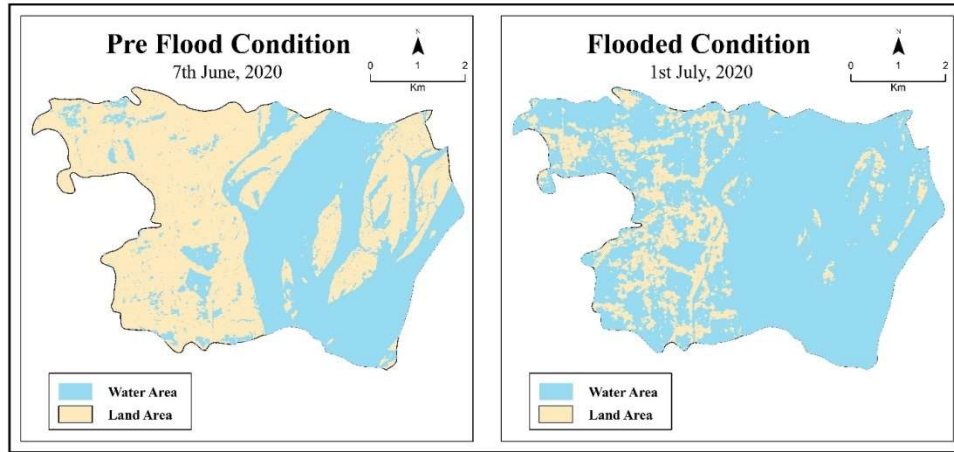 Pre Flood Condition
7th June, 2020
N
0 1 2
Km
Water Area
Land Area
Flooded Condition
1st July, 2020
N
0 1 2
Km
Water Area
Land Area